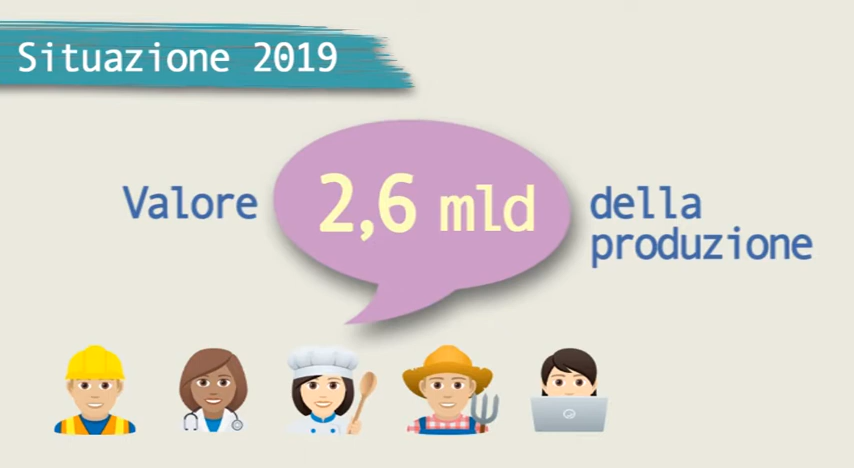 Situazione 2019
Valore
2,6 mld
della
produzione